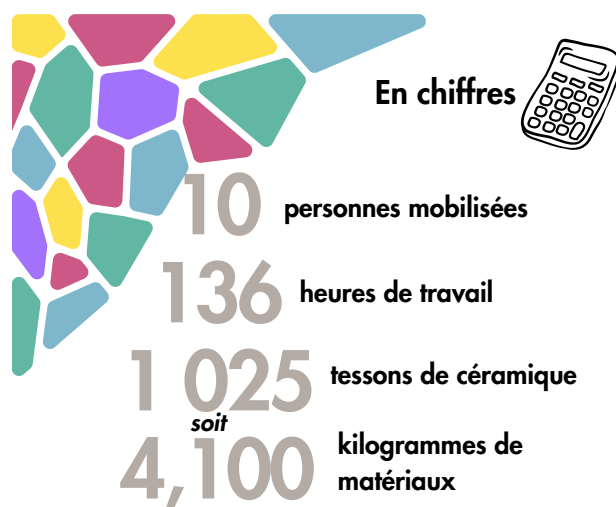 En chiffres
10 personnes mobilisées
136 heures de travail
1 025 tessons de céramique
soit
4,100 kilogrammes de
matériaux